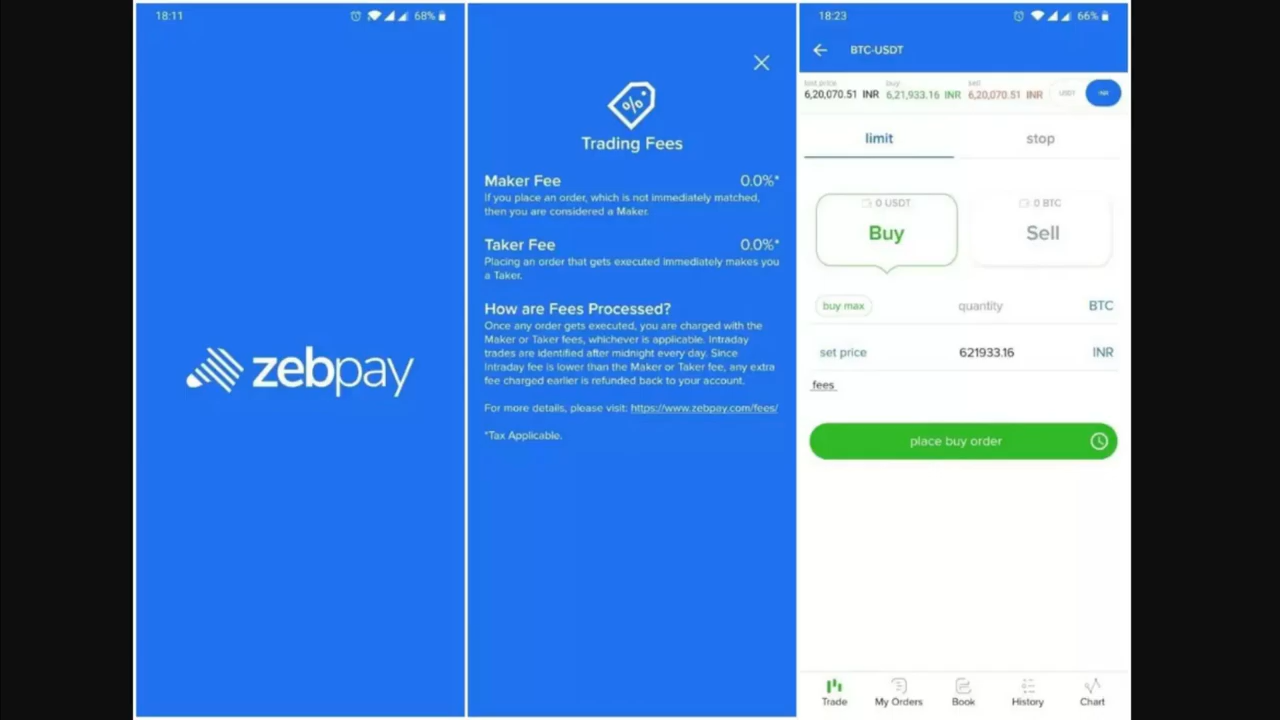 18:11
68%
zebpay
Trading Fees
Maker Fee 0.0%*
If you place an order, which is not immediately matched,
then you are considered a Maker.
Taker Fee 0.0%*
Placing an order that gets executed immediately makes you
a Taker.
How are Fees Processed?
Once any order gets executed, you are charged with the
Maker or Taker fees, whichever is applicable. Intraday
trades are identified after midnight every day. Since
Intraday fee is lower than the Maker or Taker fee, any extra
fee charged earlier is refunded back to your account.
For more details, please visit: https://www.zebpay.com/fees/
*Tax Applicable.
18:23
66%
BTC-USDT
last price buy sell
6,20,070.51 INR 6,21,933.16 INR 6,20,070.51 INR USDT INR
limit stop
0 USDT 0 BTC
Buy Sell
buy max quantity BTC
set price 621933.16 INR
fees
place buy order
Trade My Orders Book History Chart